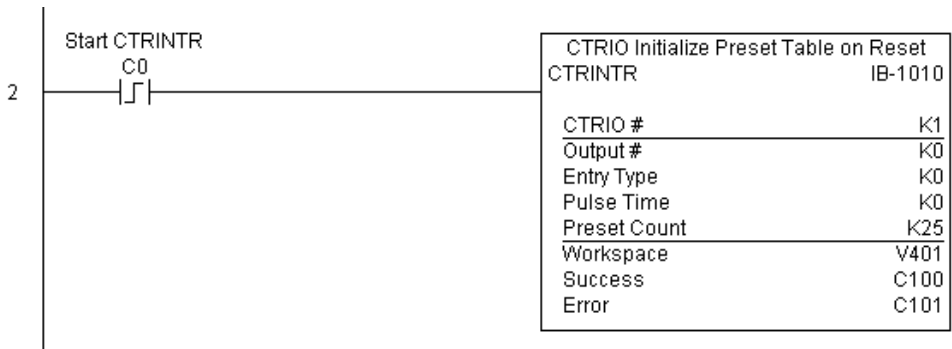 Start CTRINTR
C0
2
CTRIO Initialize Preset Table on Reset
CTRINTR IB-1010
CTRIO # K1
Output # K0
Entry Type K0
Pulse Time K0
Preset Count K25
Workspace V401
Success C100
Error C101